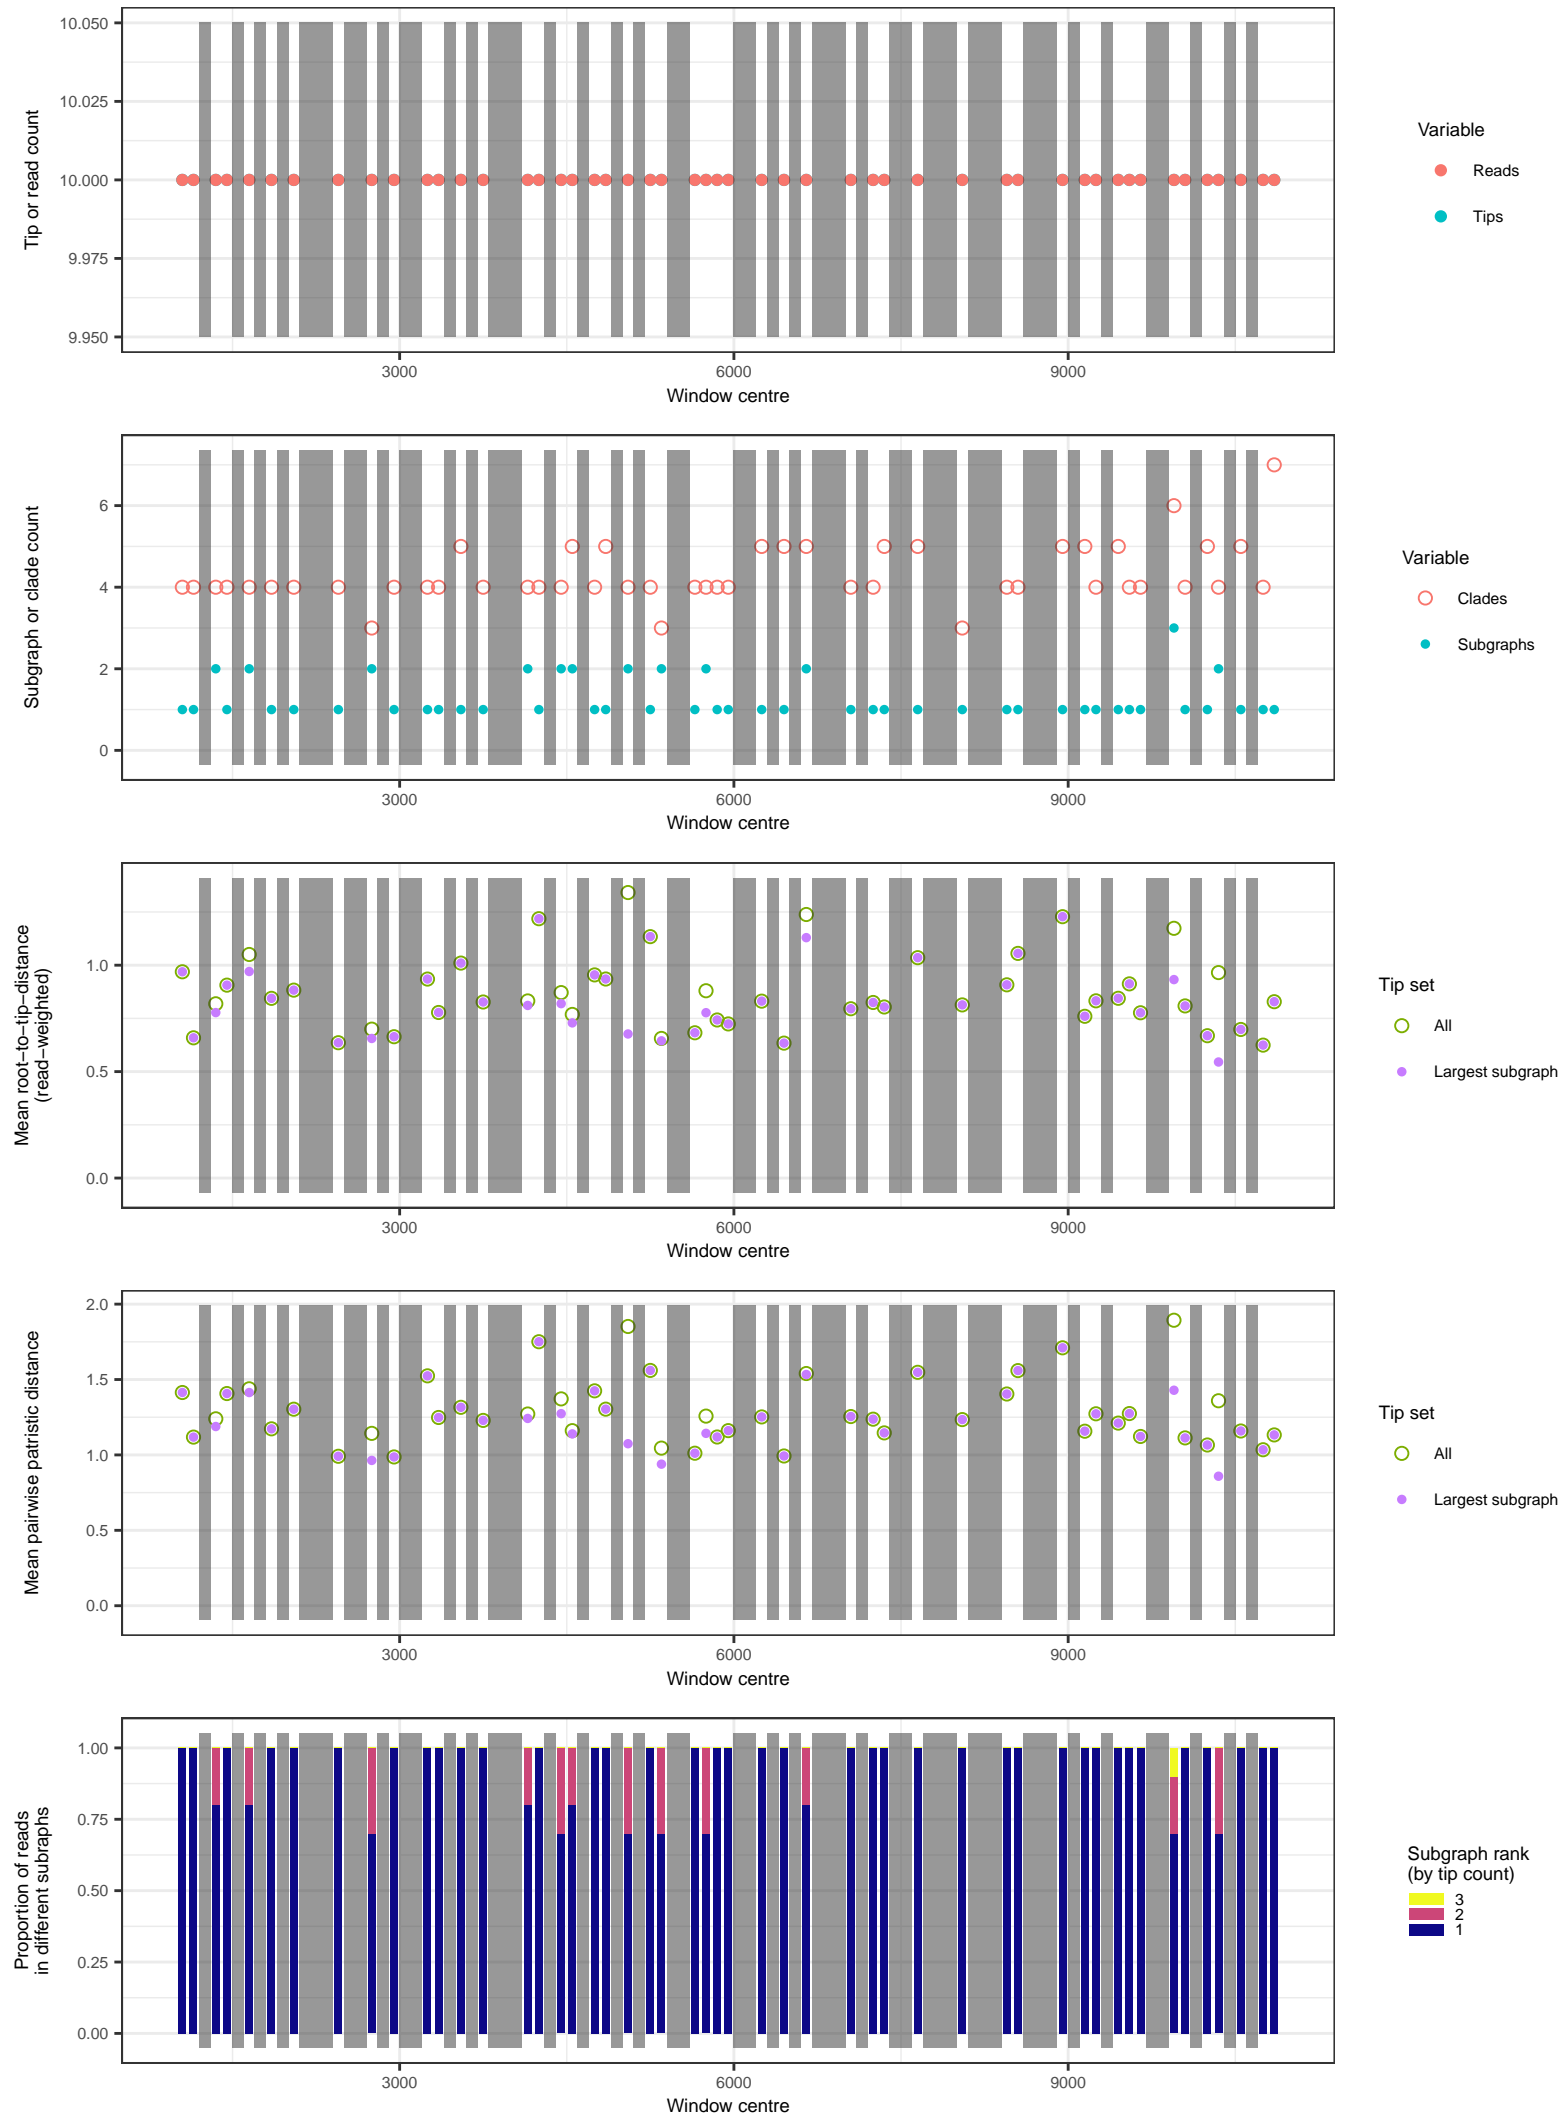 10.050
10.025
10.000
9.975
9.950
Tip or read count
3000
6000
9000
Window centre
Variable
Reads
Tips
6
4
2
0
Subgraph or clade count
3000
6000
9000
Window centre
Variable
Clades
Subgraphs
1.0
0.5
0.0
Mean root−to−tip−distance
(read−weighted)
3000
6000
9000
Window centre
Tip set
All
Largest subgraph
2.0
1.5
1.0
0.5
0.0
Mean pairwise patristic distance
3000
6000
9000
Window centre
Tip set
All
Largest subgraph
1.00
0.75
0.50
0.25
0.00
Proportion of reads
in different subraphs
3000
6000
9000
Window centre
Subgraph rank
(by tip count)
3
2
1